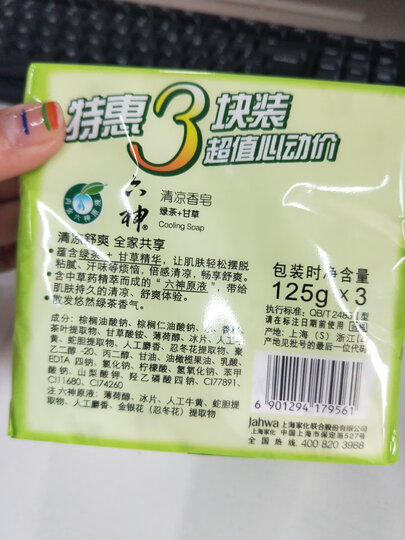 特惠3块装
超值心动价
六神
清凉香皂
绿茶+甘草
Cooling Soap
清凉舒爽 全家共享
蕴含绿茶+甘草精华,让肌肤轻松摆脱
粘腻、汗味等烦恼,倍感清凉,畅享舒爽。
含中草药精萃而成的“六神原液”,带给
肌肤持久的清凉、舒爽体验。
散发悠然绿茶香气。
包装时净含量
125g×3
执行标准:QB/T 2485
型
请在标注日期前使用
产地:上海(S) 浙江
产地见批号的最后一位代码
成分:棕榈油酸钠、棕榈仁油酸钠、水、香
茶叶提取物、甘草酸铵、薄荷醇、冰片、人工
黄、蛇胆提取物、人工麝香、忍冬花提取物、聚
乙二醇-20、丙二醇、甘油、油橄榄果油、乳酸、
EDTA 四钠、氯化钠、柠檬酸、氢氧化钠、苯甲
酸钠、山梨酸钾、羟乙磷酸四钠、CI77891、
CI11680、CI74260
注 六神原液:薄荷醇、冰片、人工牛黄、蛇胆提
取物、人工麝香、金银花(忍冬花)提取物
6 901294 179561
Jahwa 上海家化联合股份有限公司
上海家化 中国上海市保定路527号
全国热线:400 820 3988